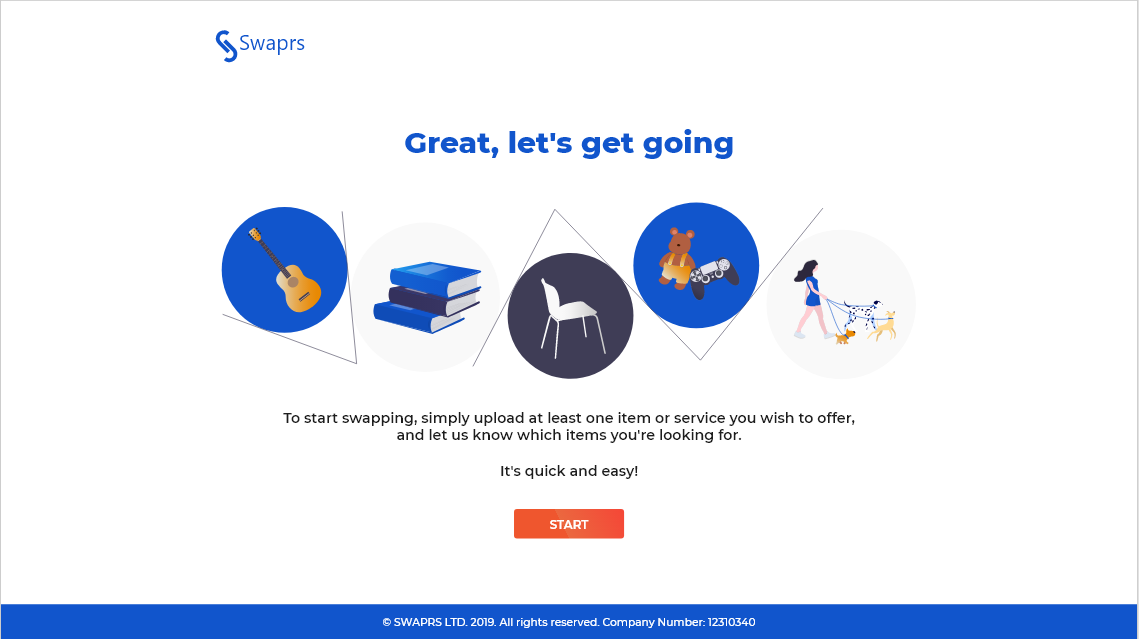 Swaprs
Great, let's get going
To start swapping, simply upload at least one item or service you wish to offer,
and let us know which items you're looking for.
It's quick and easy!
START
© SWAPRS LTD. 2019. All rights reserved. Company Number: 12310340